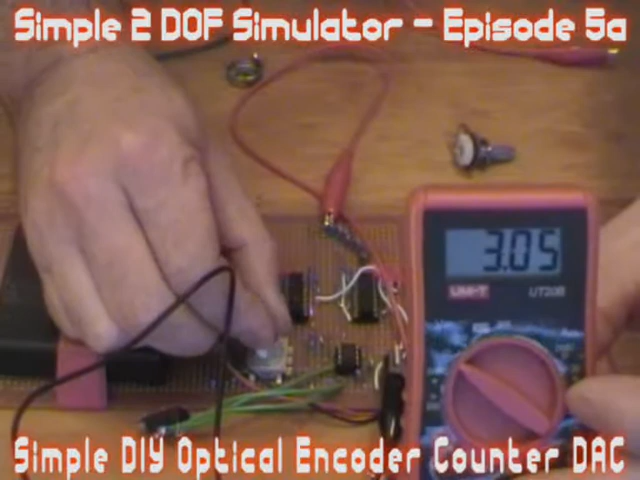 Simple 2 DOF Simulator - Episode 5a
3.05
UNI-T UT20B
Simple DIY Optical Encoder Counter DAC